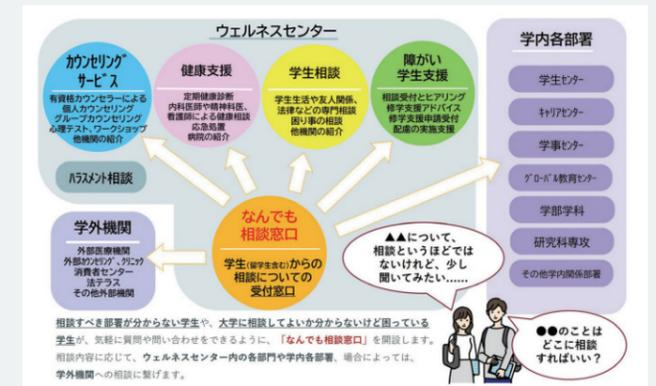 ウェルネスセンター
カウンセリング
サービス
有資格カウンセラーによる
個人カウンセリング
グループカウンセリング
心理テスト、ワークショップ
他機関の紹介
健康支援
定期健康診断
内科医師や精神科医、
看護師による健康相談
応急処置
病院の紹介
学生相談
学生生活や友人関係、
法律などの専門相談
困り事の相談
他機関の紹介
障がい
学生支援
相談受付とヒアリング
修学支援アドバイス
修学支援申請受付
配慮の実施支援
ハラスメント相談
学内各部署
学生センター
キャリアセンター
学事センター
グローバル教育センター
学部学科
研究科専攻
その他学内関係部署
学外機関
外部医療機関
外部カウンセリング、クリニック
消費者センター
法テラス
その他外部機関
なんでも
相談窓口
学生(留学生含む)からの
相談についての
受付窓口
▲▲について、
相談というほどでは
ないけれど、少し
聞いてみたい……
●●のことは
どこに相談
すればいい？
相談すべき部署が分からない学生や、大学に相談してよいか分からないけど困っている
学生が、気軽に質問や問い合わせをできるように、「なんでも相談窓口」を開設します。
相談内容に応じて、ウェルネスセンター内の各部門や学内各部署、場合によっては、
学外機関への相談に繋げます。